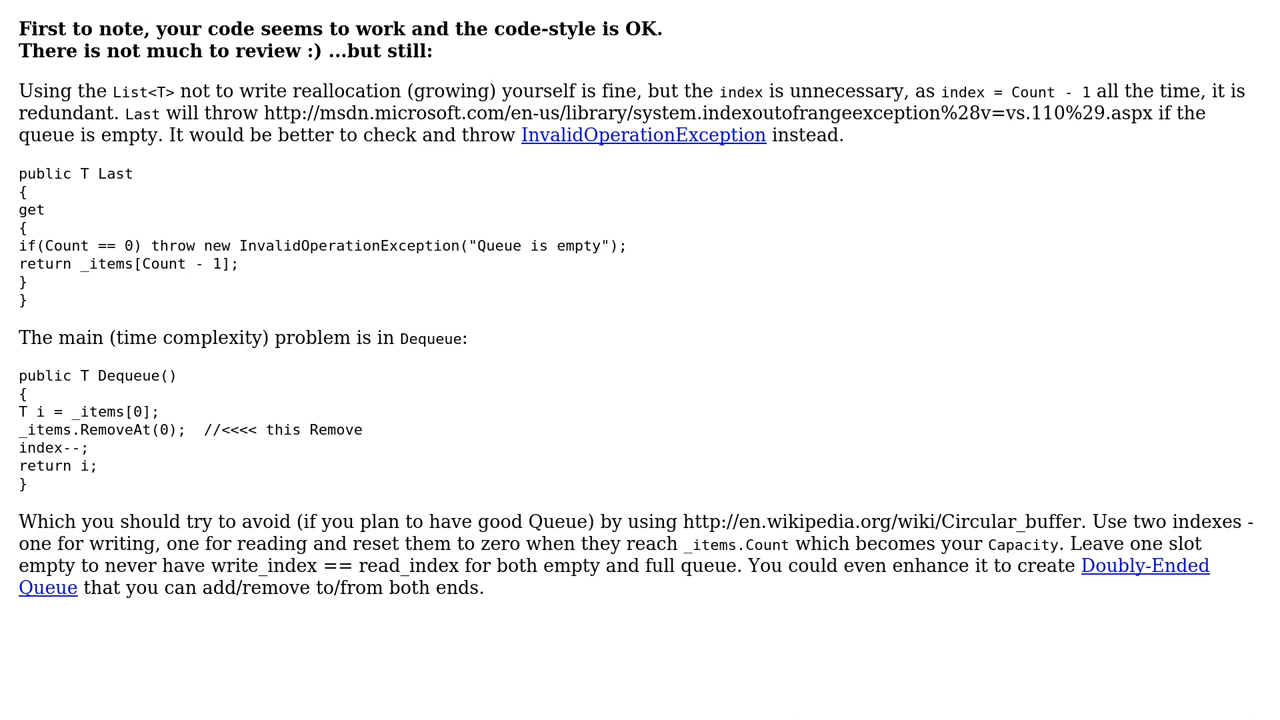 First to note, your code seems to work and the code-style is OK.
There is not much to review :) ...but still:
Using the List<T> not to write reallocation (growing) yourself is fine, but the index is unnecessary, as index = Count - 1 all the time, it is
redundant. Last will throw http://msdn.microsoft.com/en-us/library/system.indexoutofrangeexception%28v=vs.110%29.aspx if the
queue is empty. It would be better to check and throw InvalidOperationException instead.
public T Last
{
get
{
if(Count == 0) throw new InvalidOperationException("Queue is empty");
return _items[Count - 1];
}
}
The main (time complexity) problem is in Dequeue:
public T Dequeue()
{
T i = _items[0];
_items.RemoveAt(0);  //<<<< this Remove
index--;
return i;
}
Which you should try to avoid (if you plan to have good Queue) by using http://en.wikipedia.org/wiki/Circular_buffer. Use two indexes -
one for writing, one for reading and reset them to zero when they reach _items.Count which becomes your Capacity. Leave one slot
empty to never have write_index == read_index for both empty and full queue. You could even enhance it to create Doubly-Ended
Queue that you can add/remove to/from both ends.